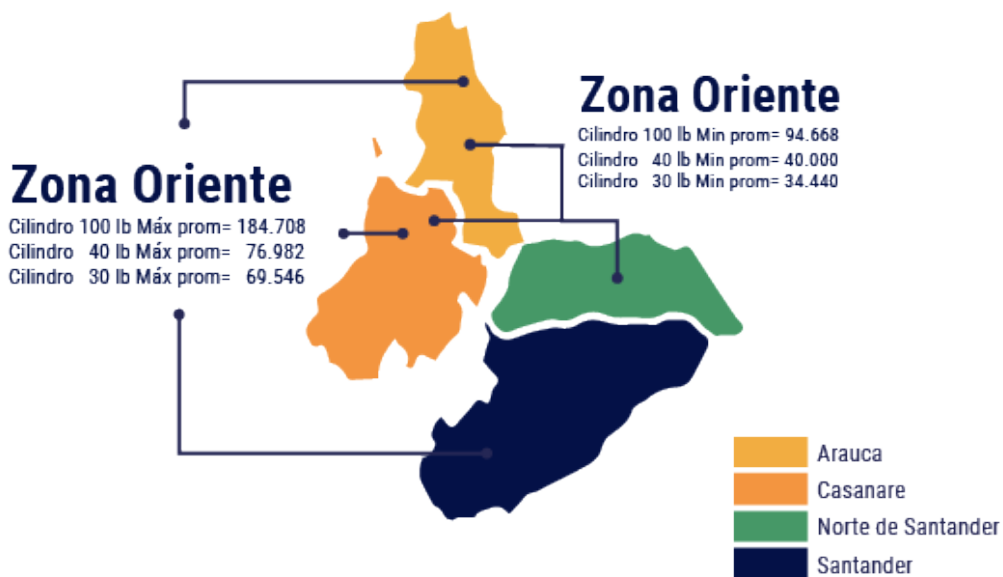 Zona Oriente
Cilindro 100 lb Máx prom= 184.708
Cilindro 40 lb Máx prom= 76.982
Cilindro 30 lb Máx prom= 69.546
Zona Oriente
Cilindro 100 lb Min prom= 94.668
Cilindro 40 lb Min prom= 40.000
Cilindro 30 lb Min prom= 34.440
Arauca
Casanare
Norte de Santander
Santander